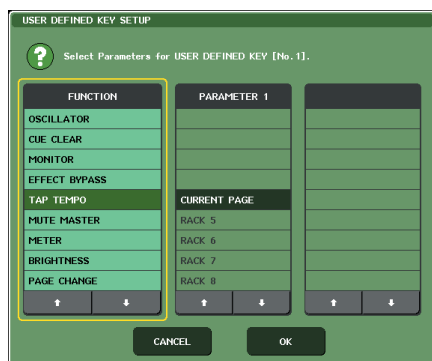 USER DEFINED KEY SETUP
Select Parameters for USER DEFINED KEY [No.1].
FUNCTION
PARAMETER 1
OSCILLATOR
CUE CLEAR
MONITOR
EFFECT BYPASS
TAP TEMPO
CURRENT PAGE
MUTE MASTER
RACK 5
METER
RACK 6
BRIGHTNESS
RACK 7
PAGE CHANGE
RACK 8
CANCEL
OK